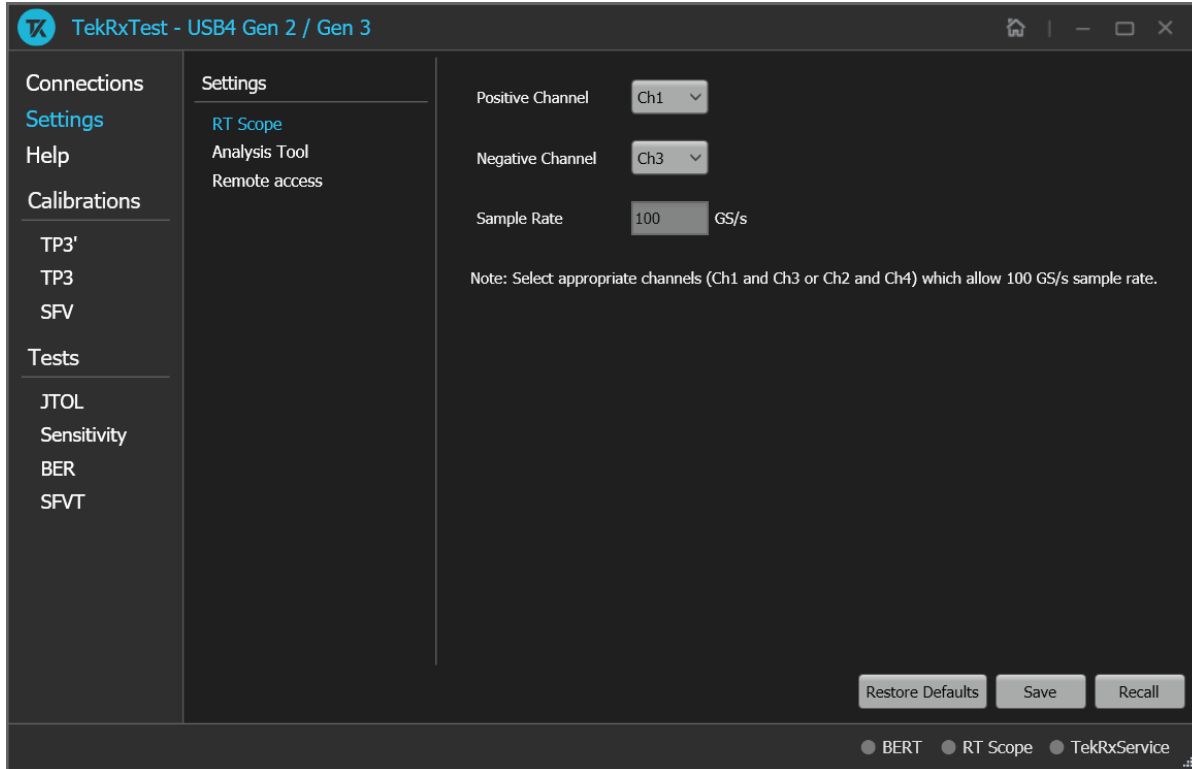 TekRxTest - USB4 Gen 2 / Gen 3
Connections
Settings
Help
Calibrations
TP3'
TP3
SFV
Tests
JTOL
Sensitivity
BER
SFVT
Settings
RT Scope
Analysis Tool
Remote access
Positive Channel Ch1
Negative Channel Ch3
Sample Rate 100 GS/s
Note: Select appropriate channels (Ch1 and Ch3 or Ch2 and Ch4) which allow 100 GS/s sample rate.
Restore Defaults Save Recall
BERT RT Scope TekRxService